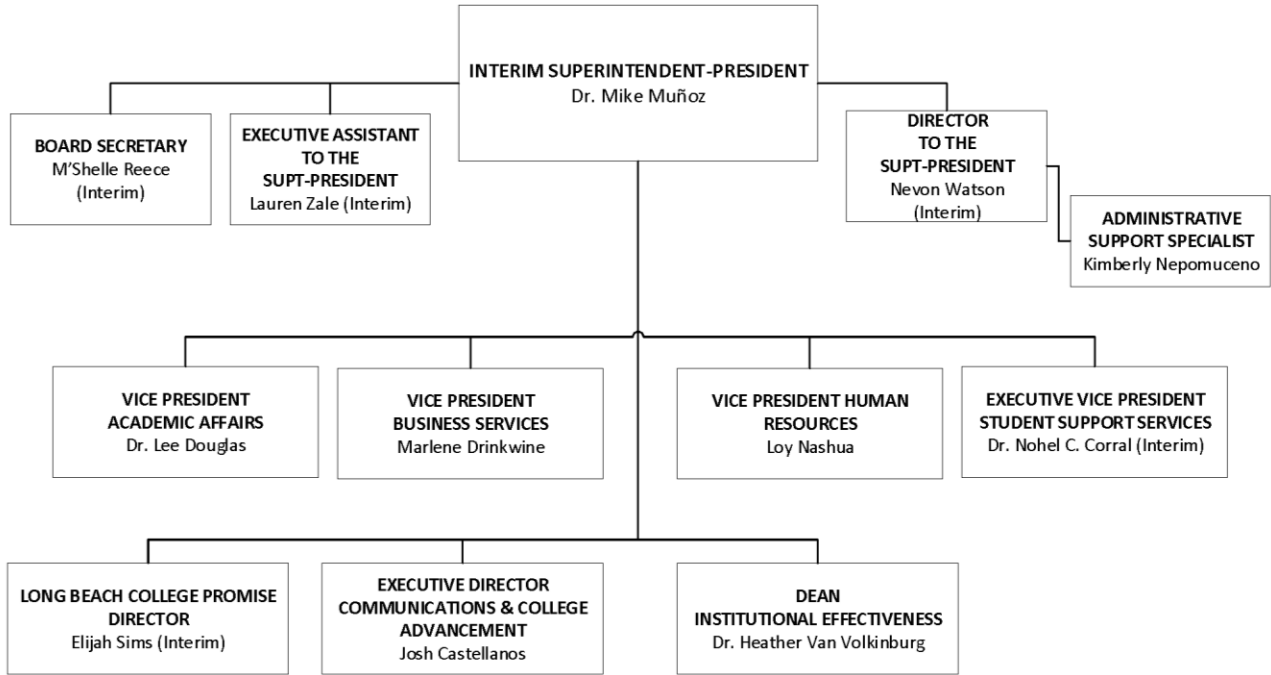 INTERIM SUPERINTENDENT-PRESIDENT
Dr. Mike Muñoz
BOARD SECRETARY
M’Shelle Reece
(Interim)
EXECUTIVE ASSISTANT
TO THE
SUPT-PRESIDENT
Lauren Zale (Interim)
DIRECTOR
TO THE
SUPT-PRESIDENT
Nevon Watson
(Interim)
ADMINISTRATIVE
SUPPORT SPECIALIST
Kimberly Nepomuceno
VICE PRESIDENT
ACADEMIC AFFAIRS
Dr. Lee Douglas
VICE PRESIDENT
BUSINESS SERVICES
Marlene Drinkwine
VICE PRESIDENT HUMAN
RESOURCES
Loy Nashua
EXECUTIVE VICE PRESIDENT
STUDENT SUPPORT SERVICES
Dr. Nohel C. Corral (Interim)
LONG BEACH COLLEGE PROMISE
DIRECTOR
Elijah Sims (Interim)
EXECUTIVE DIRECTOR
COMMUNICATIONS & COLLEGE
ADVANCEMENT
Josh Castellanos
DEAN
INSTITUTIONAL EFFECTIVENESS
Dr. Heather Van Volkinburg